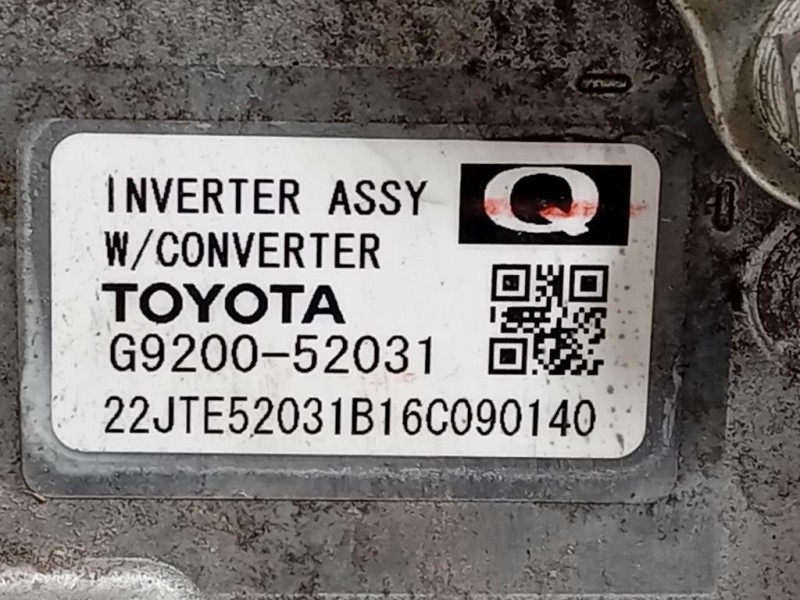 INVERTER ASSY
Q
W/CONVERTER
TOYOTA
G9200-52031
22JTE52031B16C090140